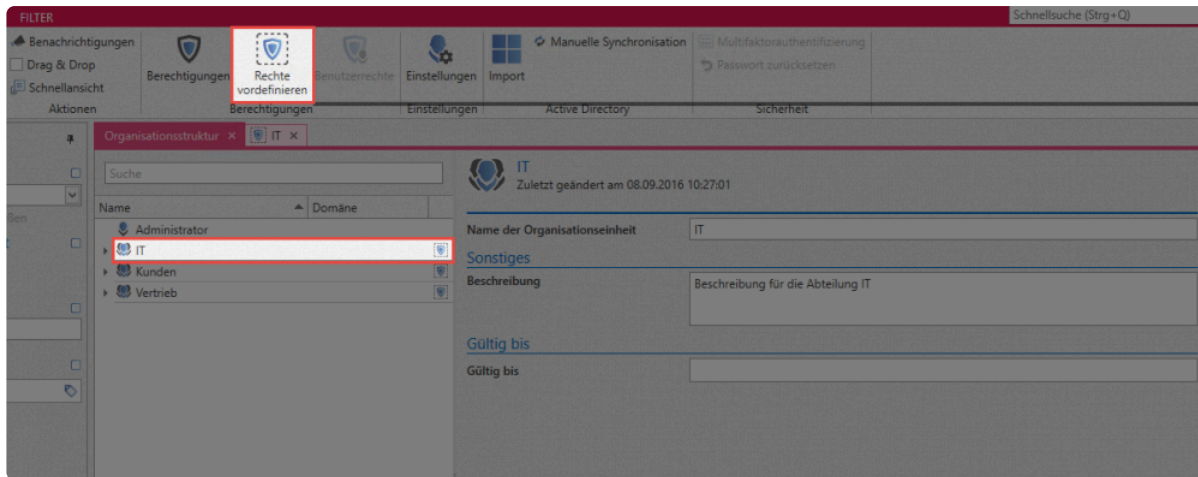 FILTER
Schnellsuche (Strg+Q)
Benachrichtigungen
Drag & Drop
Schnellansicht
Aktionen
Berechtigungen
Rechte
vordefinieren
Benutzerrechte
Berechtigungen
Einstellungen
Einstellungen
Import
Manuelle Synchronisation
Active Directory
Multifaktorauthentifizierung
Passwort zurücksetzen
Sicherheit
Organisationsstruktur
IT
Suche
Name
Domäne
Administrator
IT
Kunden
Vertrieb
IT
Zuletzt geändert am 08.09.2016 10:27:01
Name der Organisationseinheit
IT
Sonstiges
Beschreibung
Beschreibung für die Abteilung IT
Gültig bis
Gültig bis